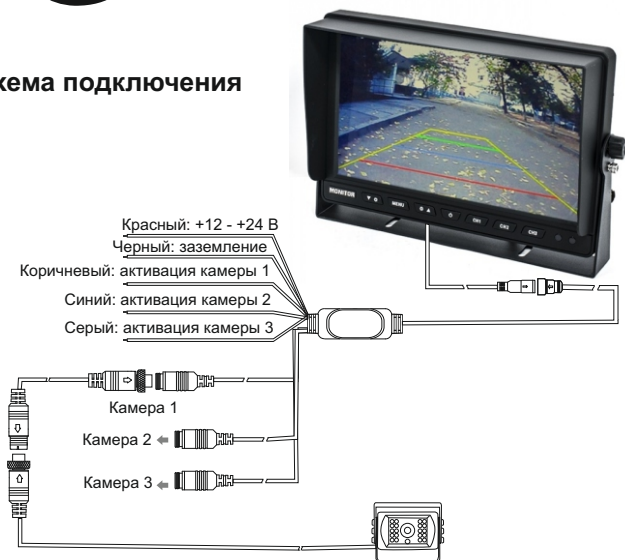 хема подключения
MONITOR
MENU
CH1
CH2
CH3
Красный: +12 - +24 В
Черный: заземление
Коричневый: активация камеры 1
Синий: активация камеры 2
Серый: активация камеры 3
Камера 1
Камера 2
Камера 3